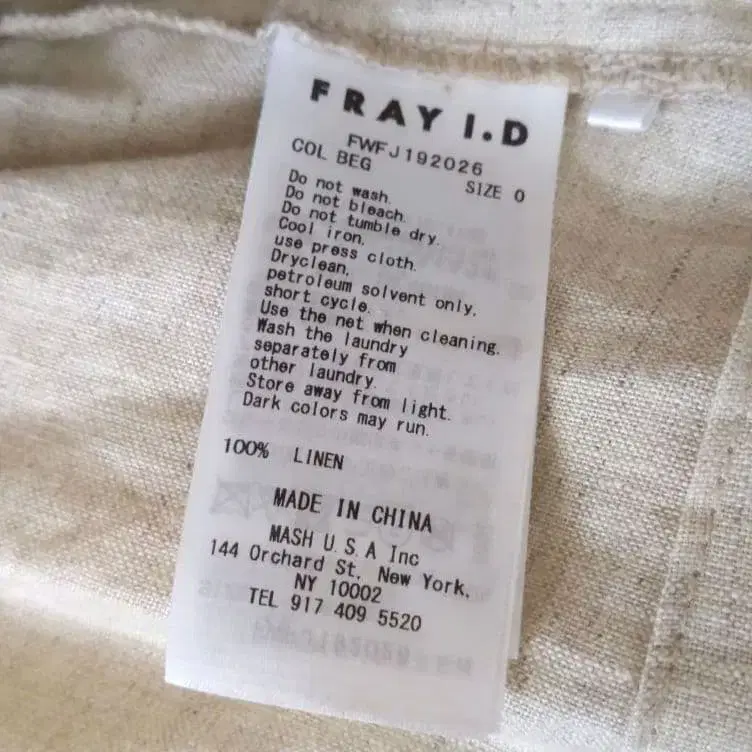 FRAY I.D
FWFJ192026
COL BEG SIZE 0
Do not wash.
Do not bleach.
Do not tumble dry.
Cool iron.
use press cloth.
Dryclean,
petroleum solvent only,
short cycle.
Use the net when cleaning.
Wash the laundry
separately from
other laundry.
Store away from light.
Dark colors may run.
100% LINEN
MADE IN CHINA
MASH U.S.A Inc
144 Orchard St, New York,
NY 10002
TEL 917 409 5520